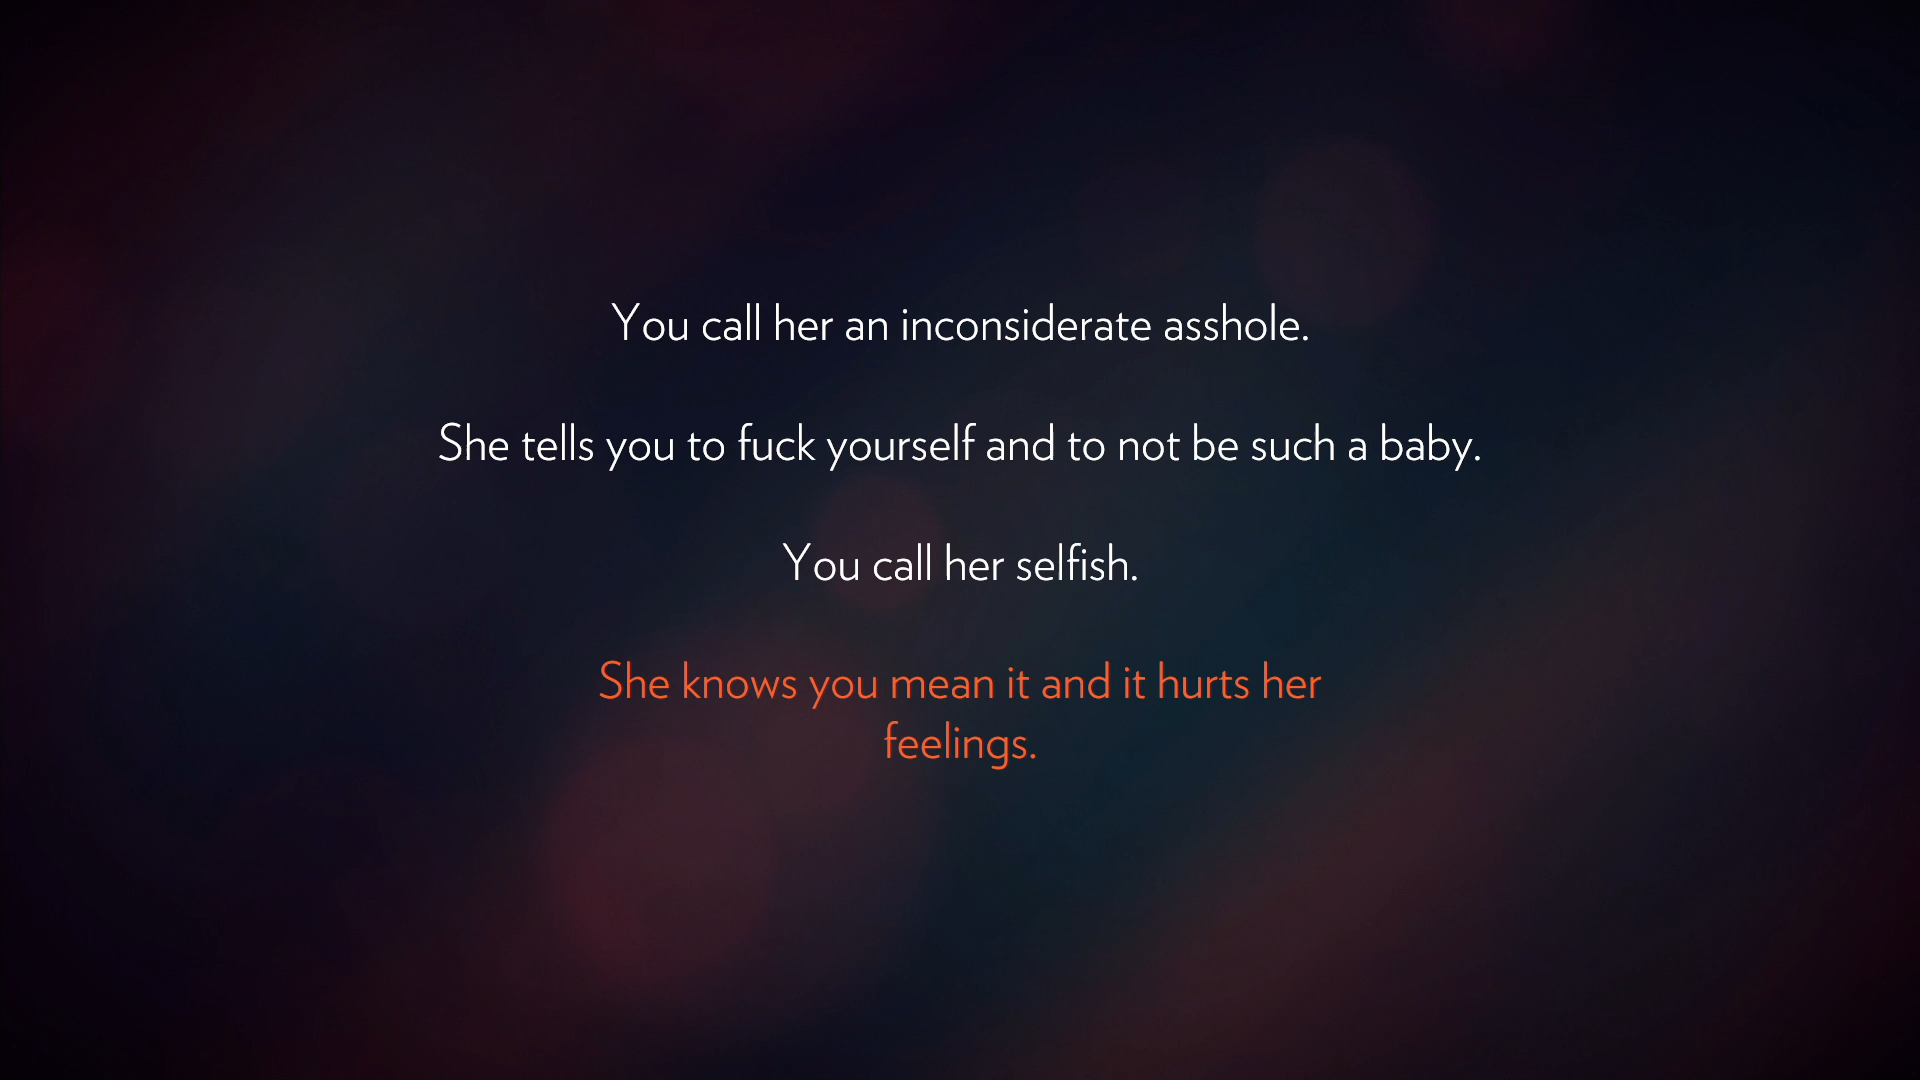 You call her an inconsiderate asshole.
She tells you to fuck yourself and to not be such a baby.
You call her selfish.
She knows you mean it and it hurts her
feelings.